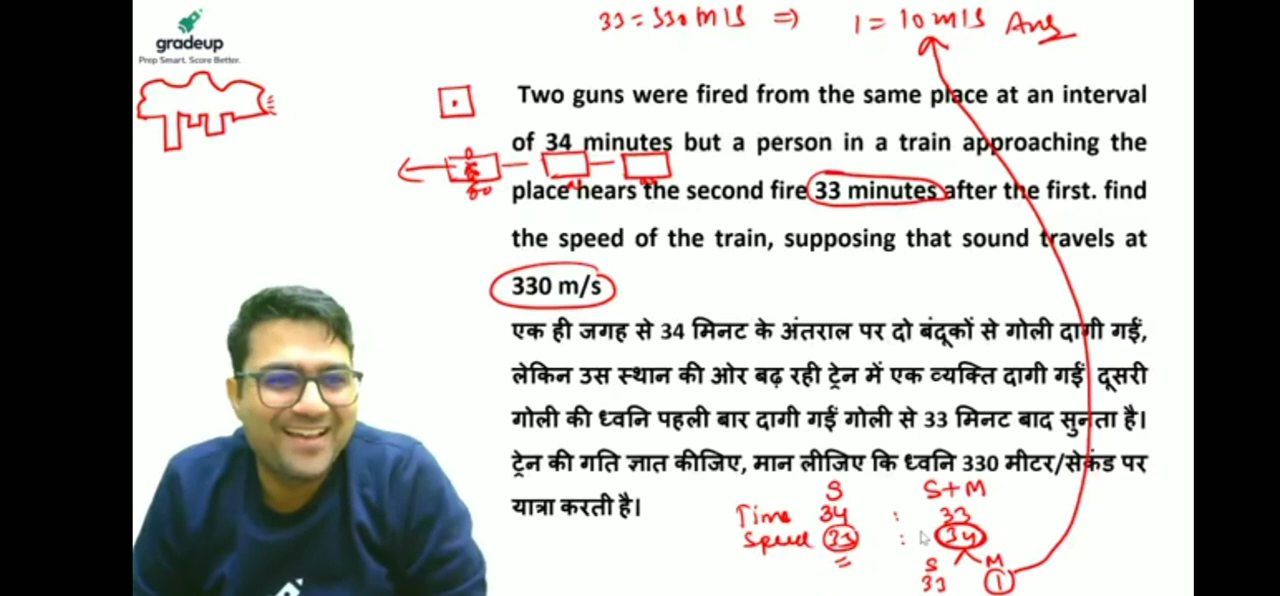 33 = 330 m/s ⇒ 1 = 10 m/s Ans
gradeup
Prep Smart. Score Better.
Two guns were fired from the same place at an interval
of 34 minutes but a person in a train approaching the
place hears the second fire 33 minutes after the first. find
the speed of the train, supposing that sound travels at
330 m/s
एक ही जगह से 34 मिनट के अंतराल पर दो बंदूकों से गोली दागी गईं,
लेकिन उस स्थान की ओर बढ़ रही ट्रेन में एक व्यक्ति दागी गईं दूसरी
गोली की ध्वनि पहली बार दागी गईं गोली से 33 मिनट बाद सुनता है।
ट्रेन की गति ज्ञात कीजिए, मान लीजिए कि ध्वनि 330 मीटर/सेकंड पर
यात्रा करती है।
S S+M
Time 34 : 33
Speed 33 : 34
S M
33 1